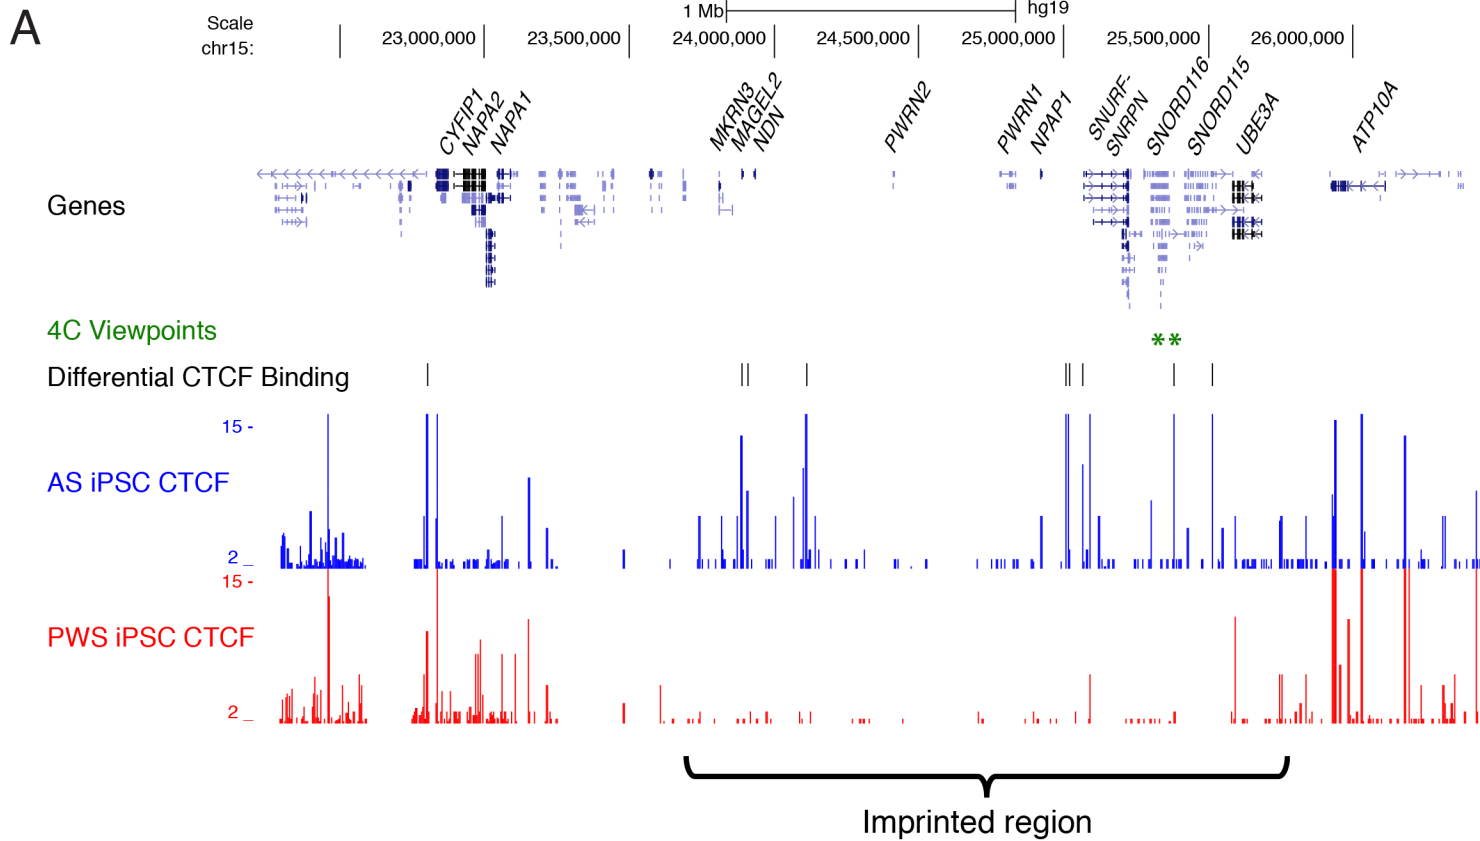 A
Scale
1 Mb
hg19
chr15:
23,000,000
23,500,000
24,000,000
24,500,000
25,000,000
25,500,000
26,000,000
CYFIP1
NAPA2
NAPA1
MKRN3
MAGEL2
NDN
PWRN2
PWRN1
NPAP1
SNURF-
SNRPN
SNORD116
SNORD115
UBE3A
ATP10A
Genes
4C Viewpoints
**
Differential CTCF Binding
15 -
AS iPSC CTCF
2 _
15 -
PWS iPSC CTCF
2 _
Imprinted region